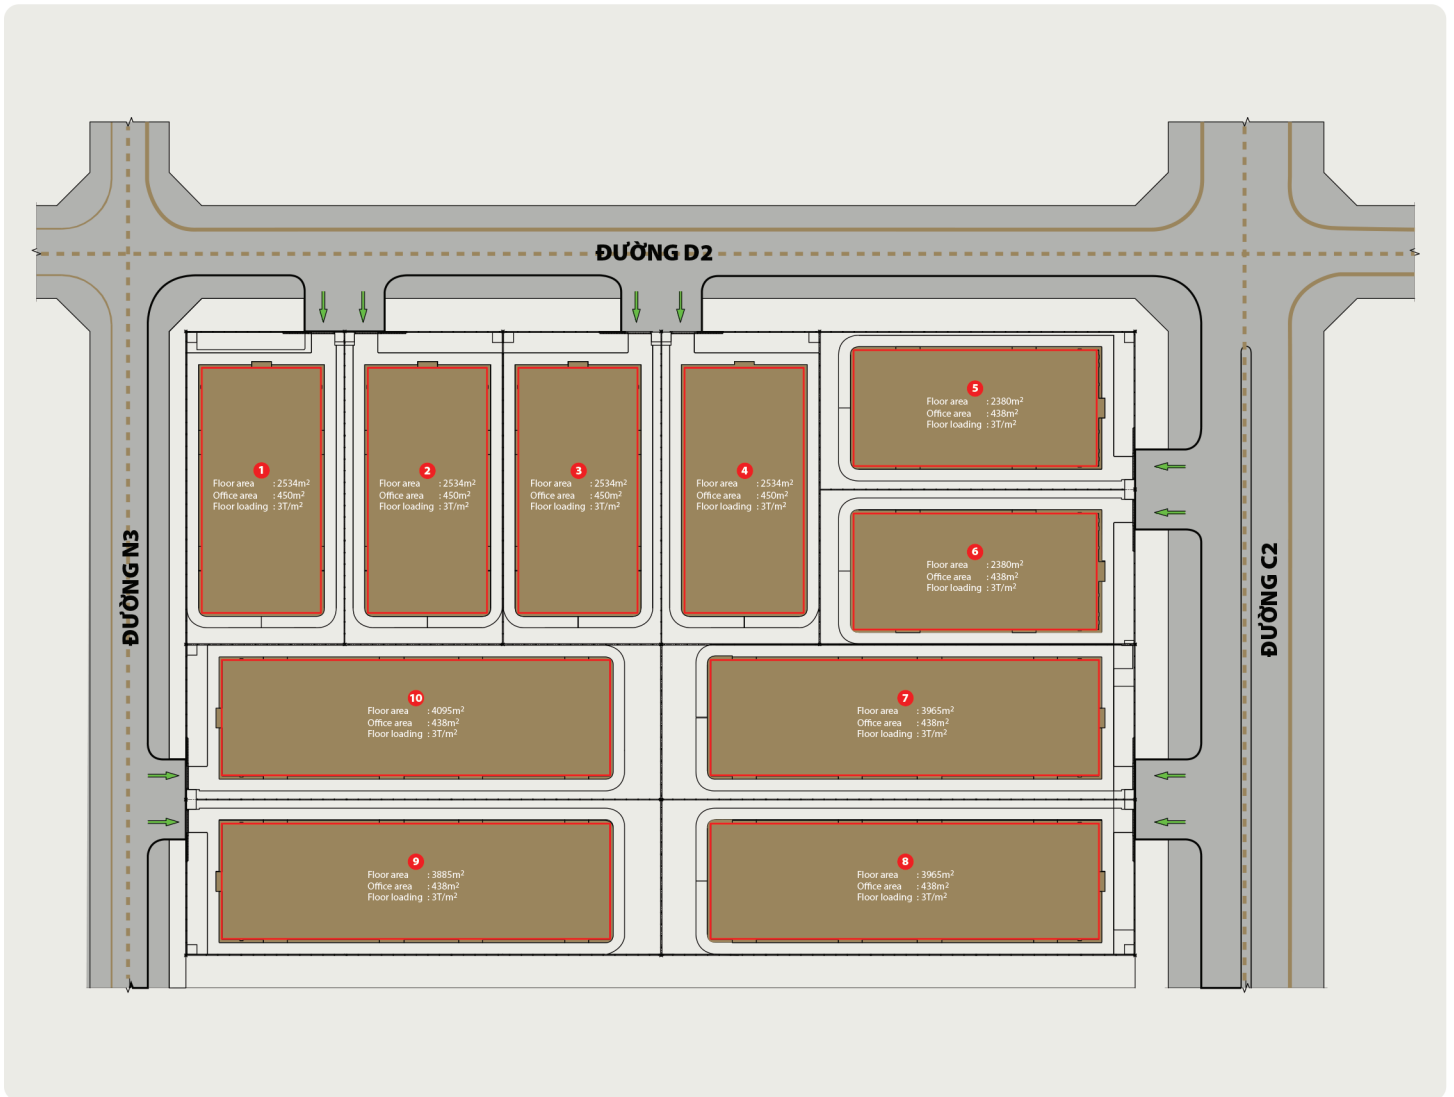 ĐƯỜNG D2
1
Floor area : 2534m²
Office area : 450m²
Floor loading : 3T/m²
2
Floor area : 2534m²
Office area : 450m²
Floor loading : 3T/m²
3
Floor area : 2534m²
Office area : 450m²
Floor loading : 3T/m²
4
Floor area : 2534m²
Office area : 450m²
Floor loading : 3T/m²
5
Floor area : 2380m²
Office area : 438m²
Floor loading : 3T/m²
6
Floor area : 2380m²
Office area : 438m²
Floor loading : 3T/m²
ĐƯỜNG N3
ĐƯỜNG C2
10
Floor area : 4095m²
Office area : 438m²
Floor loading : 3T/m²
7
Floor area : 3965m²
Office area : 438m²
Floor loading : 3T/m²
9
Floor area : 3885m²
Office area : 438m²
Floor loading : 3T/m²
8
Floor area : 3965m²
Office area : 438m²
Floor loading : 3T/m²